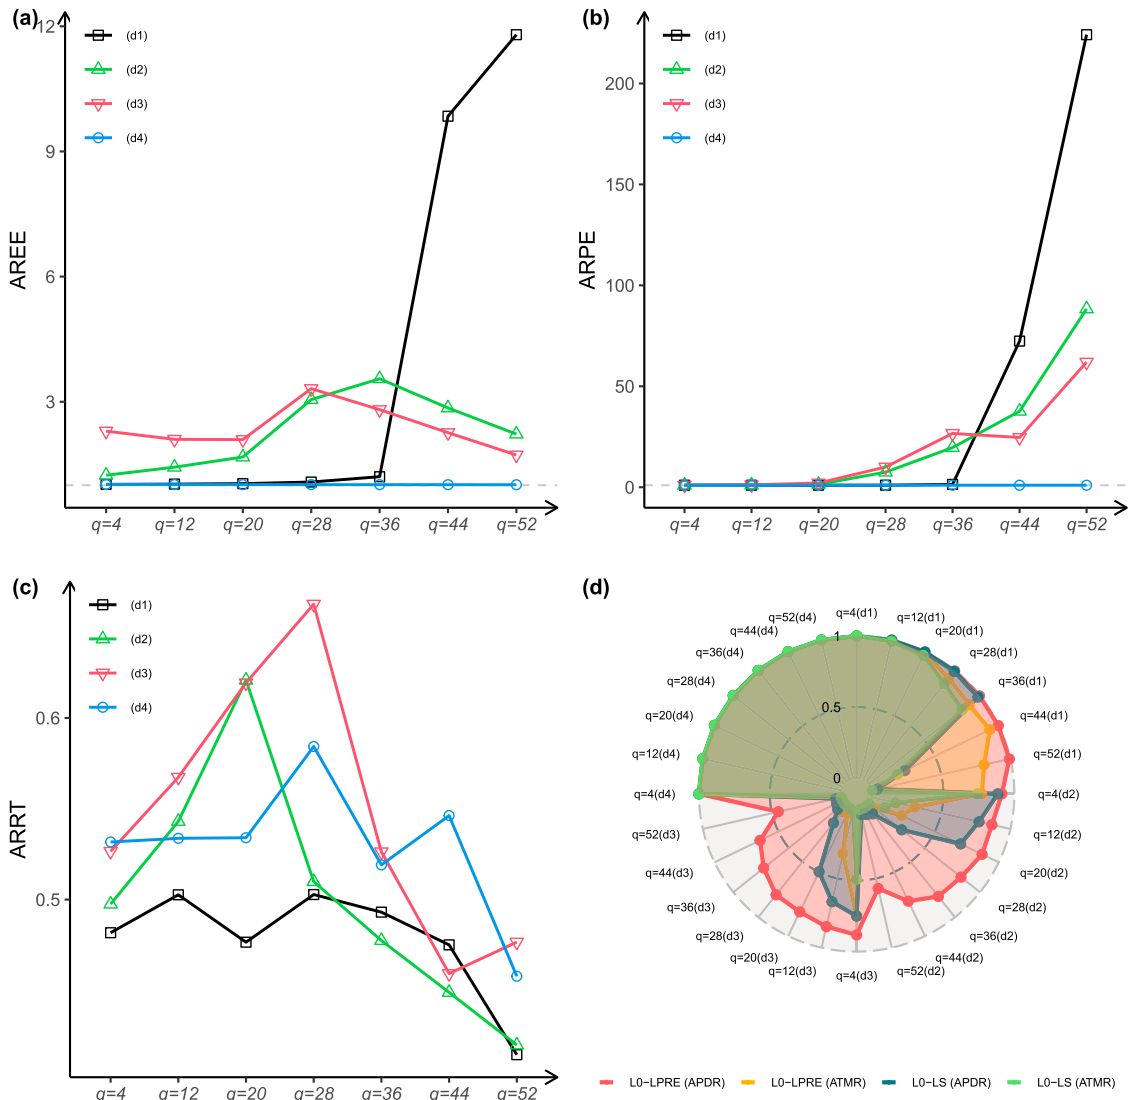 (a)
12
9
6
3
AREE
(d1)
(d2)
(d3)
(d4)
q=4 q=12 q=20 q=28 q=36 q=44 q=52
(b)
200
150
100
50
0
ARPE
(d1)
(d2)
(d3)
(d4)
q=4 q=12 q=20 q=28 q=36 q=44 q=52
(c)
0.6
0.5
ARRT
(d1)
(d2)
(d3)
(d4)
q=4 q=12 q=20 q=28 q=36 q=44 q=52
(d)
q=4(d1)
q=12(d1)
q=20(d1)
q=28(d1)
q=36(d1)
q=44(d1)
q=52(d1)
q=4(d2)
q=12(d2)
q=20(d2)
q=28(d2)
q=36(d2)
q=44(d2)
q=52(d2)
q=4(d3)
q=12(d3)
q=20(d3)
q=28(d3)
q=36(d3)
q=44(d3)
q=52(d3)
q=4(d4)
q=12(d4)
q=20(d4)
q=28(d4)
q=36(d4)
q=44(d4)
q=52(d4)
1
0.5
0
L0−LPRE (APDR) L0−LPRE (ATMR) L0−LS (APDR) L0−LS (ATMR)